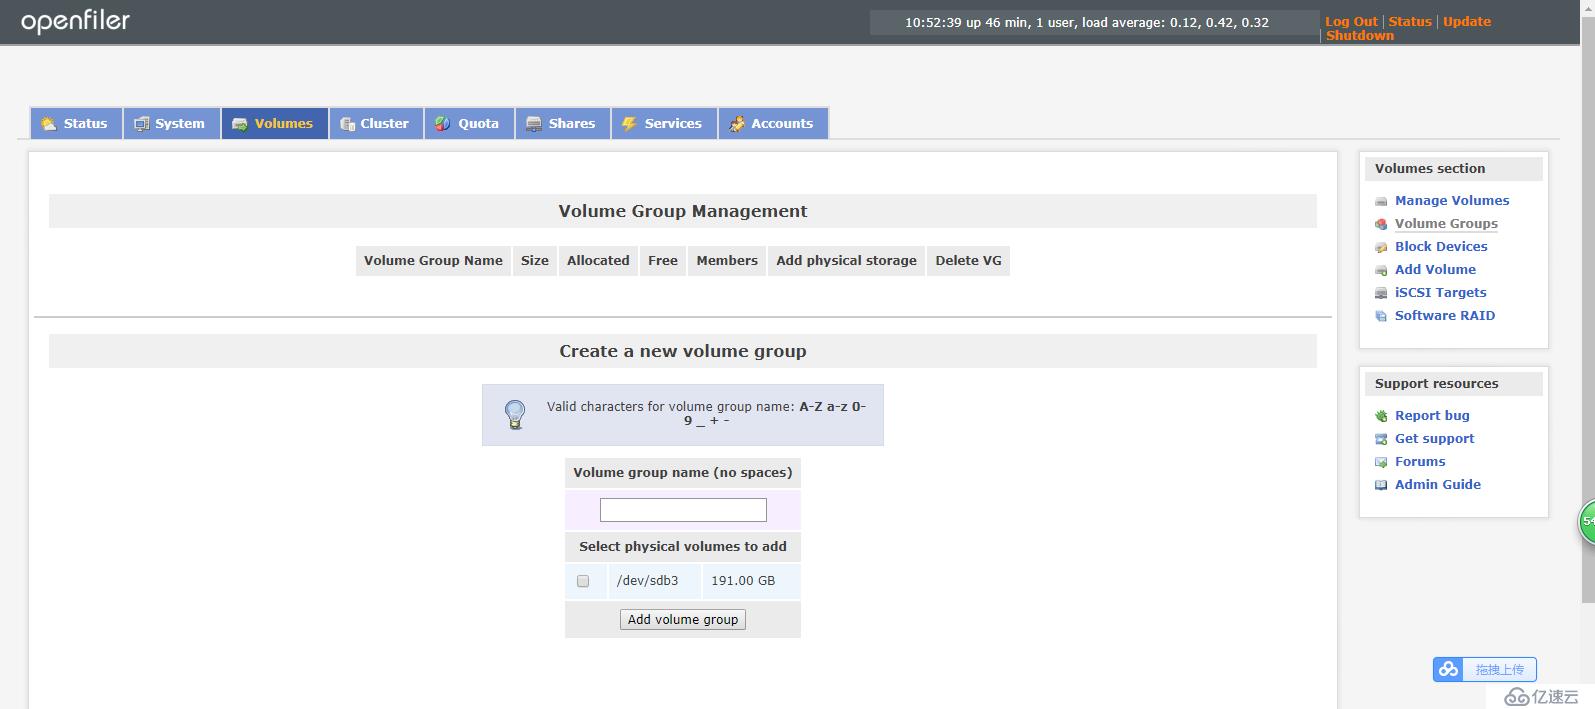 openfiler
10:52:39 up 46 min, 1 user, load average: 0.12, 0.42, 0.32
Log Out | Status | Update
| Shutdown
Status
System
Volumes
Cluster
Quota
Shares
Services
Accounts
Volume Group Management
Volume Group Name Size Allocated Free Members Add physical storage Delete VG
Create a new volume group
Valid characters for volume group name: A-Z a-z 0-
9 _ + -
Volume group name (no spaces)
Select physical volumes to add
/dev/sdb3 191.00 GB
Add volume group
Volumes section
Manage Volumes
Volume Groups
Block Devices
Add Volume
iSCSI Targets
Software RAID
Support resources
Report bug
Get support
Forums
Admin Guide
54
拖拽上传
亿速云